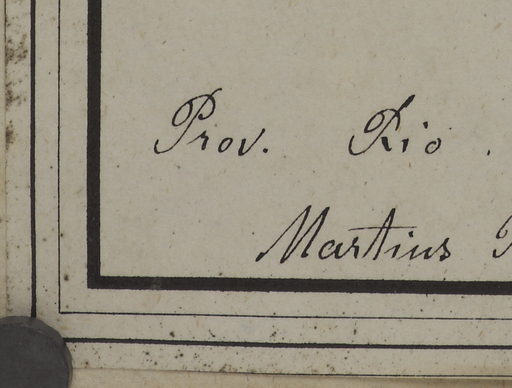 Prov. Rio .
Martius